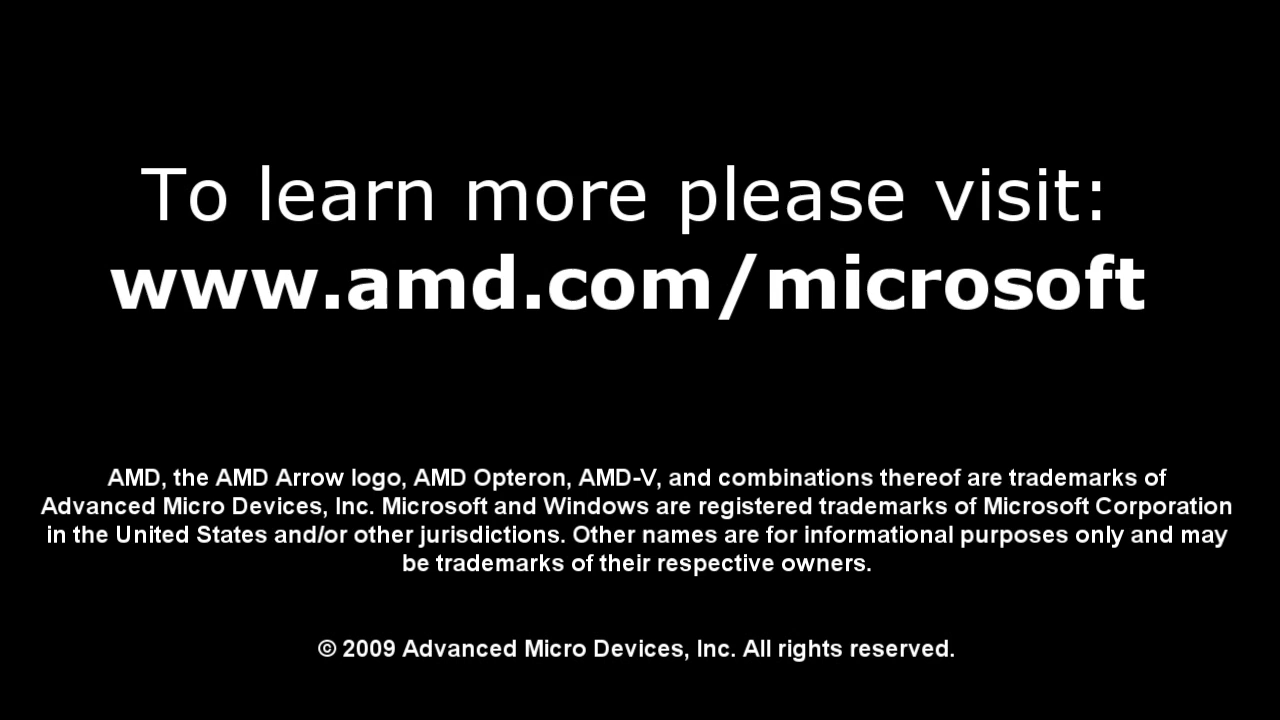 To learn more please visit:
www.amd.com/microsoft
AMD, the AMD Arrow logo, AMD Opteron, AMD-V, and combinations thereof are trademarks of
Advanced Micro Devices, Inc. Microsoft and Windows are registered trademarks of Microsoft Corporation
in the United States and/or other jurisdictions. Other names are for informational purposes only and may
be trademarks of their respective owners.
© 2009 Advanced Micro Devices, Inc. All rights reserved.